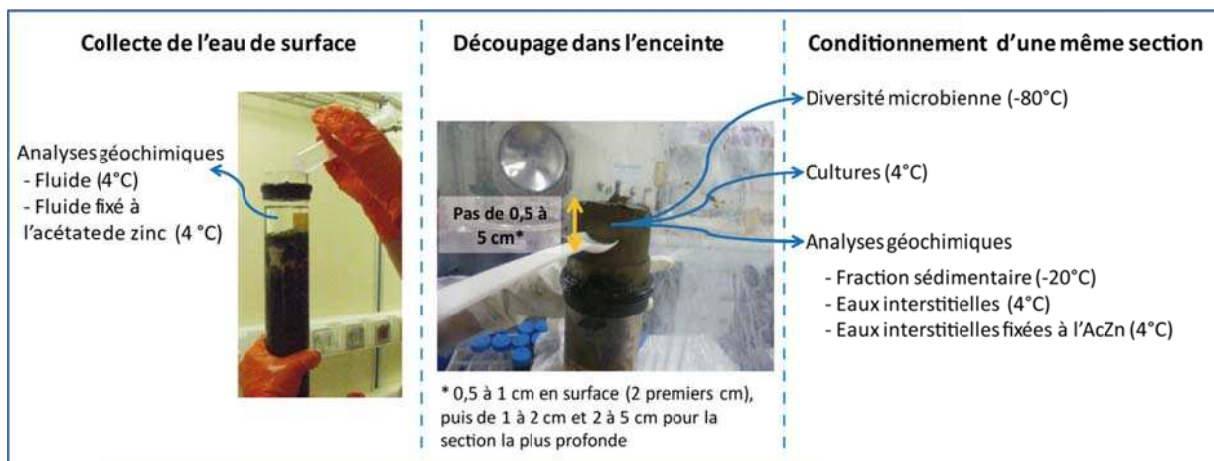 Collecte de l'eau de surface
Analyses géochimiques
- Fluide (4°C)
- Fluide fixé à
l'acétate de zinc (4 °C)
Découpage dans l'enceinte
Pas de 0,5 à
5 cm*
* 0,5 à 1 cm en surface (2 premiers cm),
puis de 1 à 2 cm et 2 à 5 cm pour la
section la plus profonde
Conditionnement d'une même section
Diversité microbienne (-80°C)
Cultures (4°C)
Analyses géochimiques
- Fraction sédimentaire (-20°C)
- Eaux interstitielles (4°C)
- Eaux interstitielles fixées à l'AcZn (4°C)